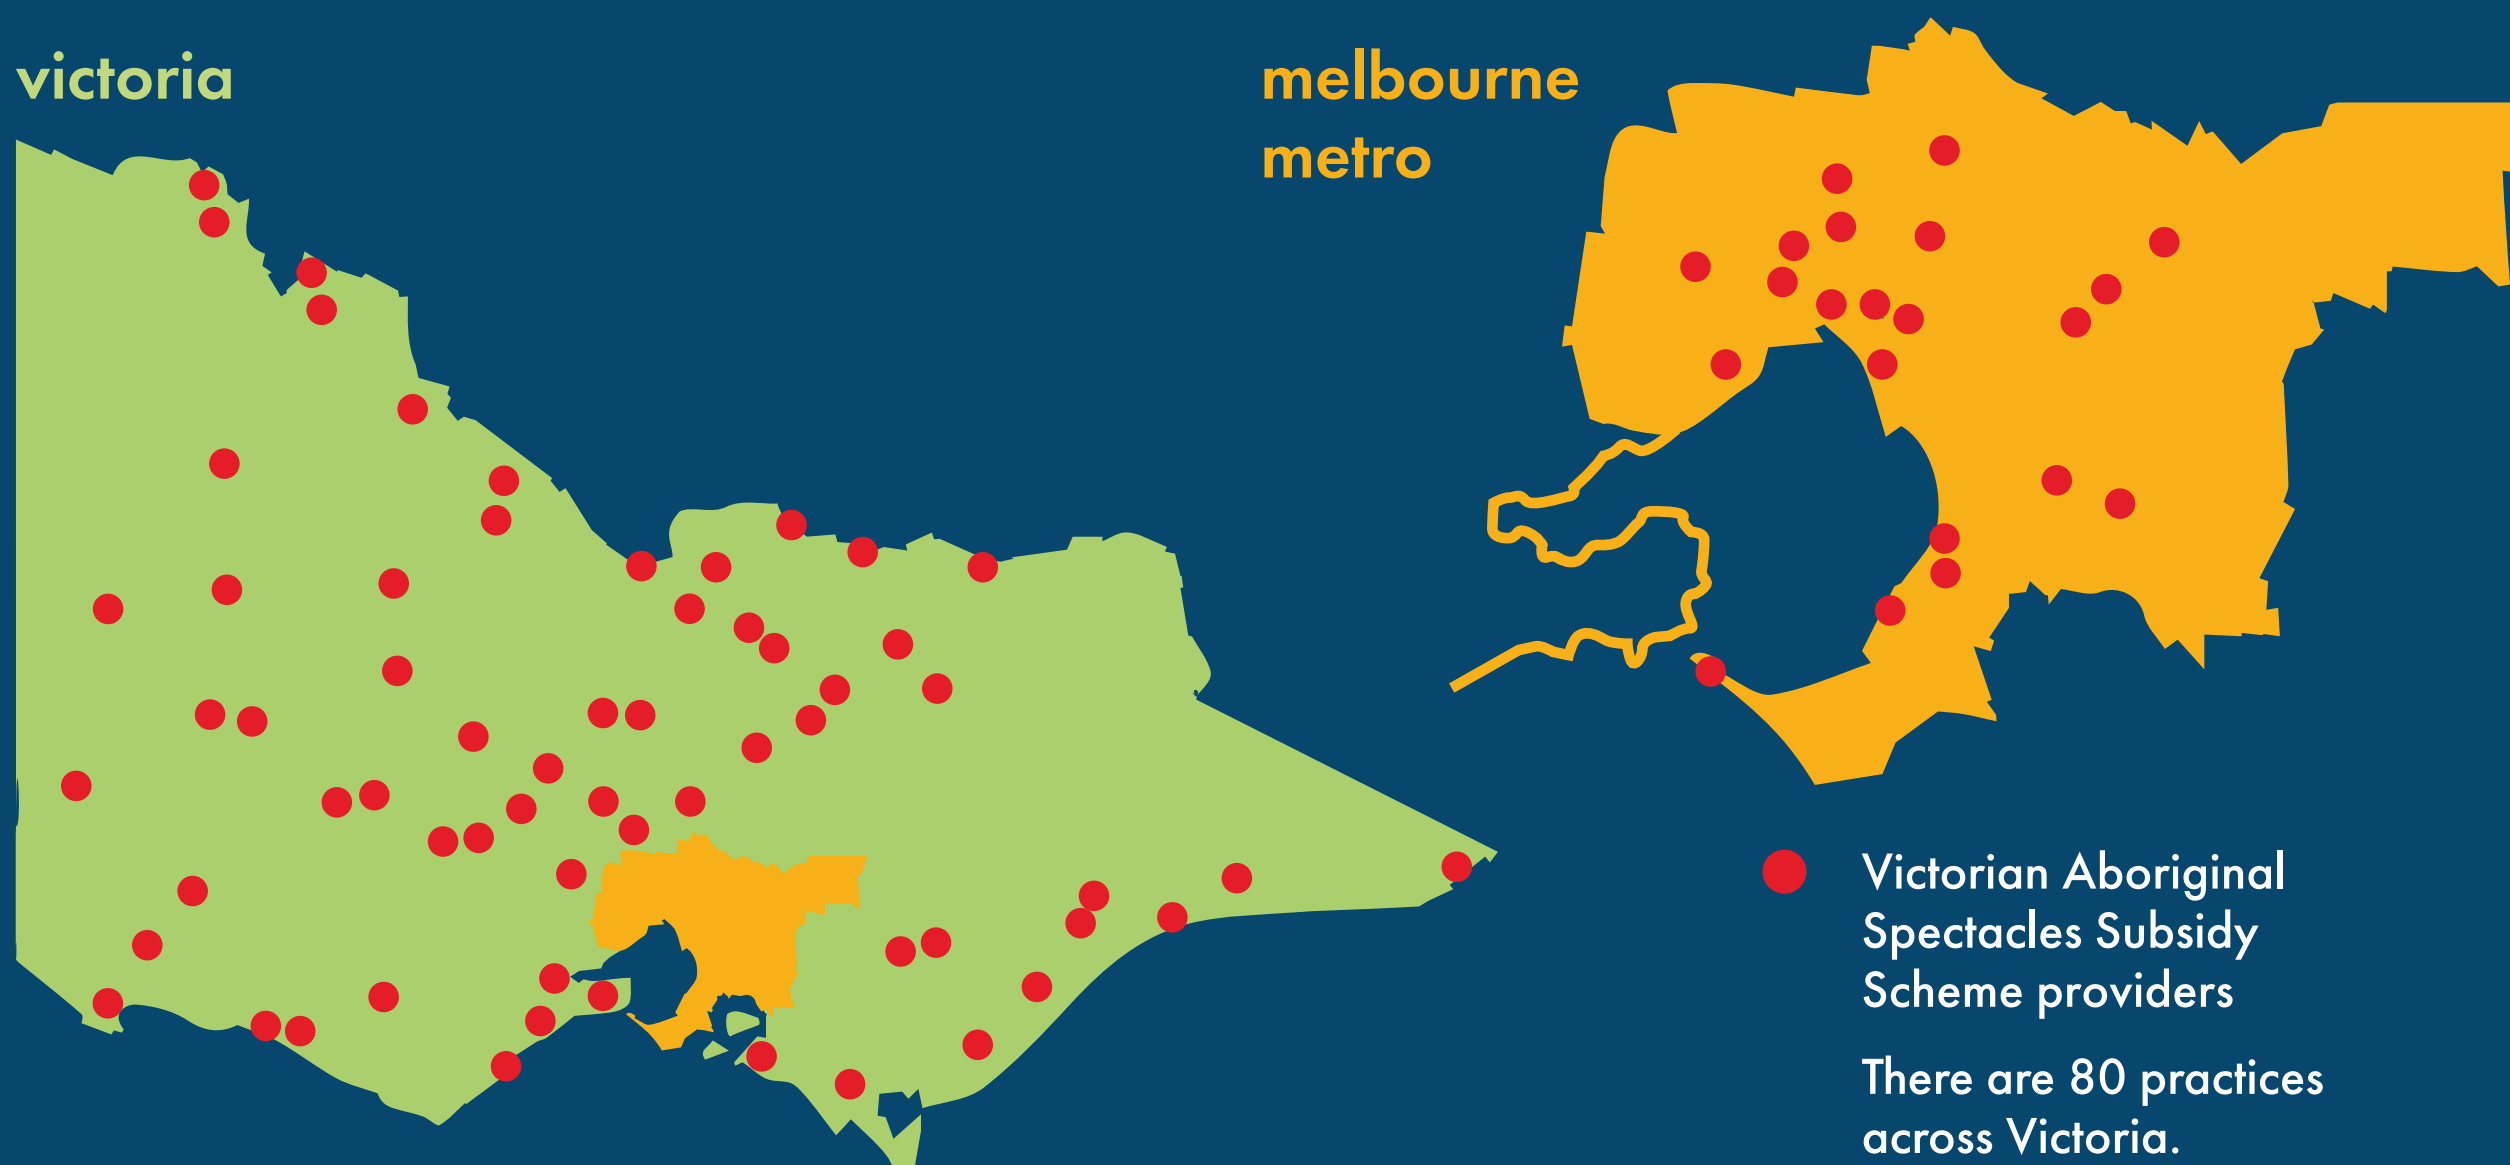 victoria
melbourne
metro
Victorian Aboriginal
Spectacles Subsidy
Scheme providers
There are 80 practices
across Victoria.